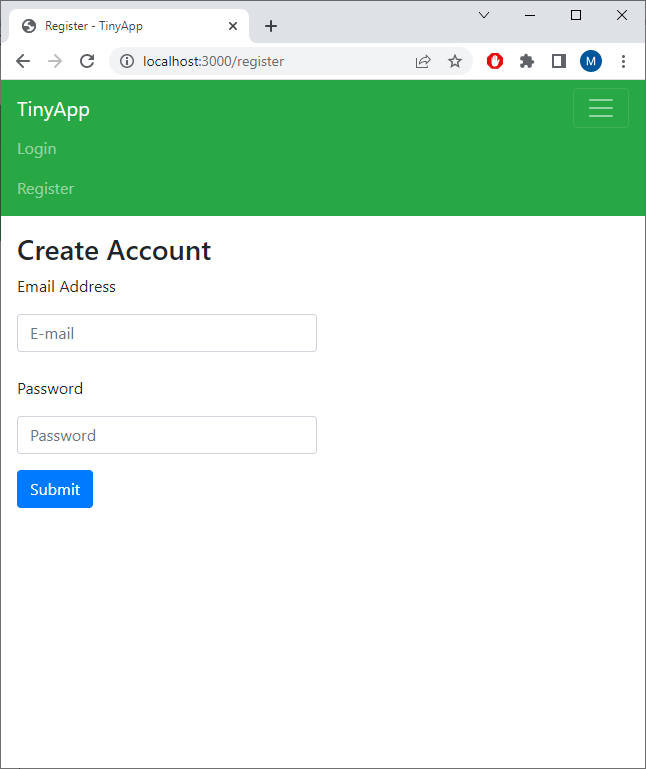 Register - TinyApp
localhost:3000/register
M
TinyApp
Login
Register
Create Account
Email Address
E-mail
Password
Password
Submit